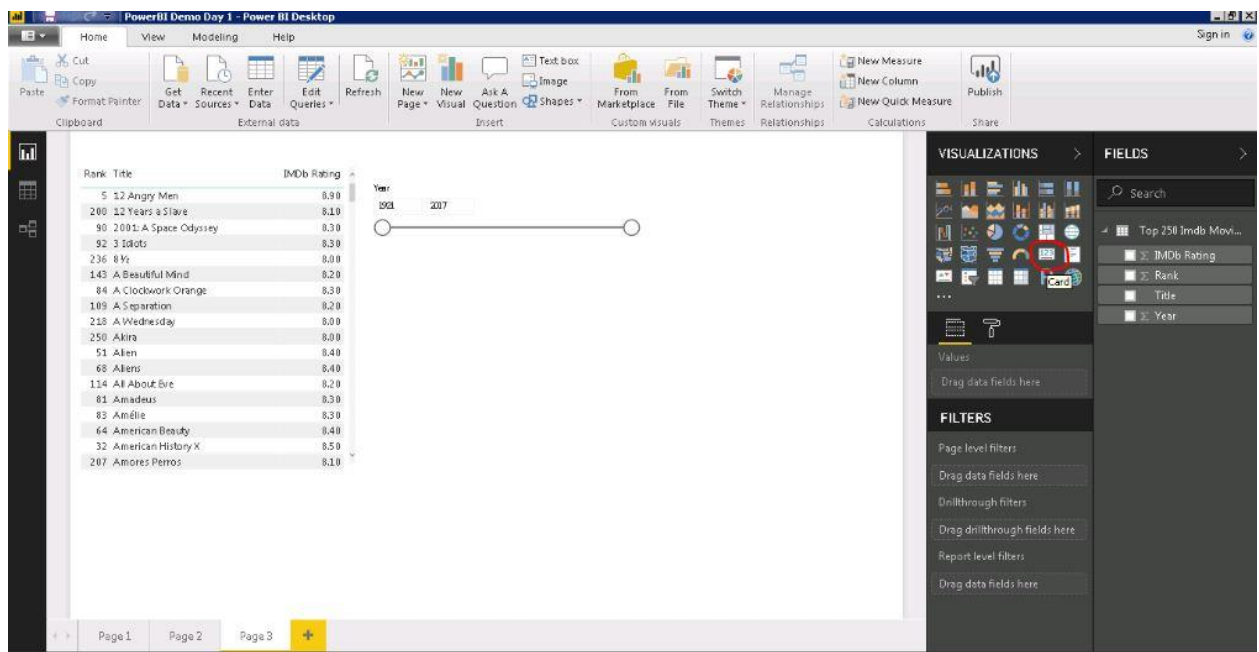 PowerBI Demo Day 1 - Power BI Desktop
Home View Modeling Help
Sign in
Paste
Cut
Copy
Format Painter
Clipboard
Get Data
Recent Sources
Enter Data
Edit Queries
Refresh
External data
New Page
New Visual
Ask A Question
Text box
Image
Shapes
Insert
From Marketplace
From File
Custom visuals
Switch Theme
Themes
Manage Relationships
Relationships
New Measure
New Column
New Quick Measure
Calculations
Publish
Share
Rank Title IMDb Rating
5 12 Angry Men 8.90
200 12 Years a Slave 8.10
90 2001: A Space Odyssey 8.30
92 3 Idiots 8.30
236 8½ 8.00
143 A Beautiful Mind 8.20
84 A Clockwork Orange 8.30
109 A Separation 8.20
218 A Wednesday 8.00
250 Akira 8.00
51 Alien 8.40
68 Aliens 8.40
114 All About Eve 8.20
81 Amadeus 8.30
83 Amélie 8.30
64 American Beauty 8.40
32 American History X 8.50
207 Amores Perros 8.10
Year
1921 2017
VISUALIZATIONS
123
Card
...
Values
Drag data fields here
FILTERS
Page level filters
Drag data fields here
Drillthrough filters
Drag drillthrough fields here
Report level filters
Drag data fields here
FIELDS
Search
Top 250 Imdb Movi...
Σ IMDb Rating
Σ Rank
Title
Σ Year
Page 1 Page 2 Page 3 +